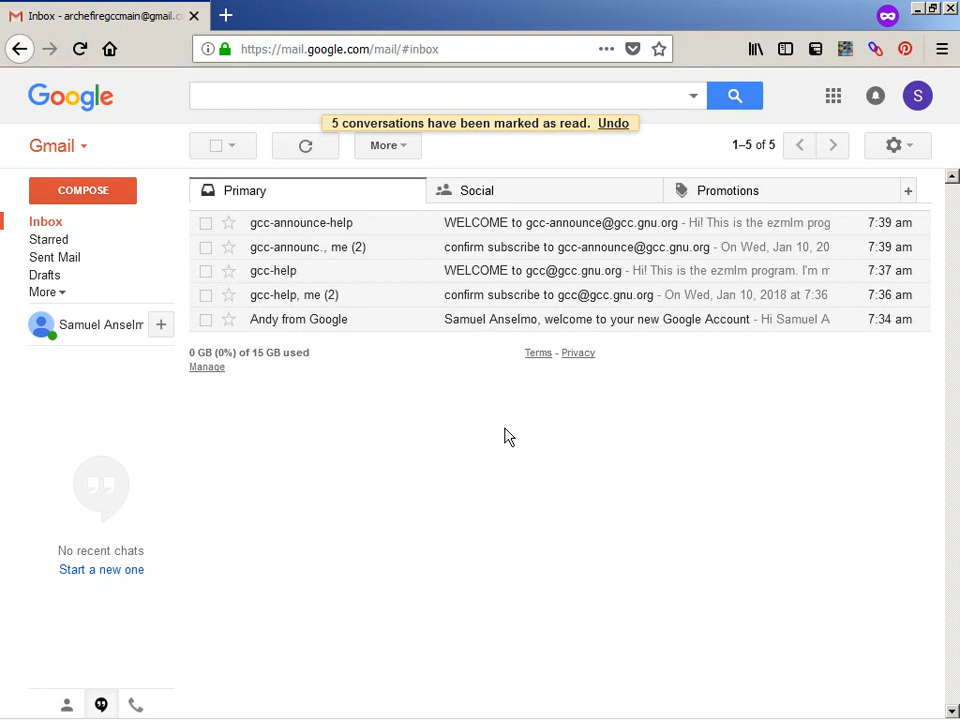 Inbox - archefiregccmain@gmail.c
https://mail.google.com/mail/#inbox
Google
S
5 conversations have been marked as read. Undo
Gmail
More
1–5 of 5
COMPOSE
Primary
Social
Promotions
+
Inbox
Starred
Sent Mail
Drafts
More
gcc-announce-help WELCOME to gcc-announce@gcc.gnu.org - Hi! This is the ezmlm prog 7:39 am
gcc-announc., me (2) confirm subscribe to gcc-announce@gcc.gnu.org - On Wed, Jan 10, 20 7:39 am
gcc-help WELCOME to gcc@gcc.gnu.org - Hi! This is the ezmlm program. I'm m 7:37 am
gcc-help, me (2) confirm subscribe to gcc@gcc.gnu.org - On Wed, Jan 10, 2018 at 7:36 7:36 am
Andy from Google Samuel Anselmo, welcome to your new Google Account - Hi Samuel A 7:34 am
Samuel Anselm
0 GB (0%) of 15 GB used
Manage
Terms - Privacy
No recent chats
Start a new one